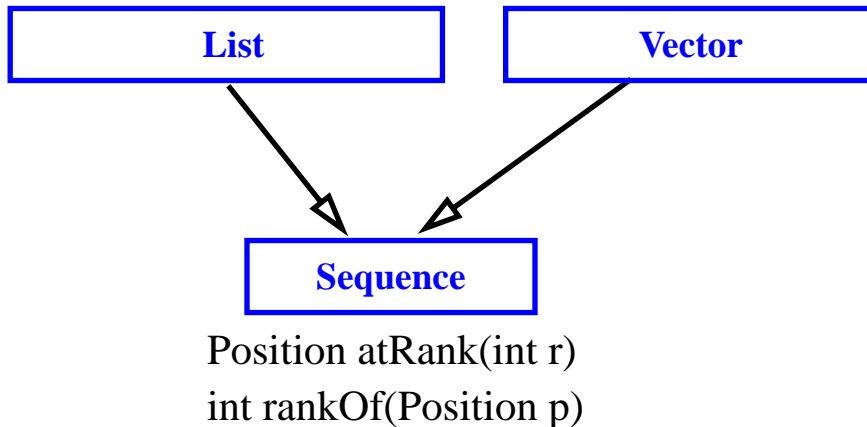 List
Vector
Sequence
Position atRank(int r)
int rankOf(Position p)